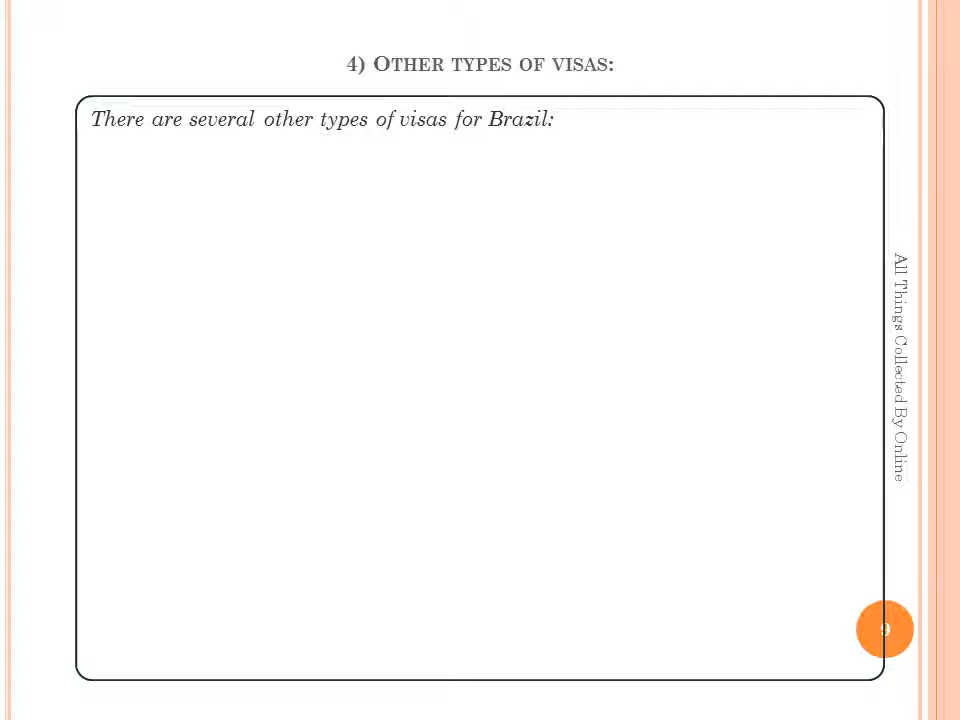 4) OTHER TYPES OF VISAS:
There are several other types of visas for Brazil:
All Things Collected By Online
9